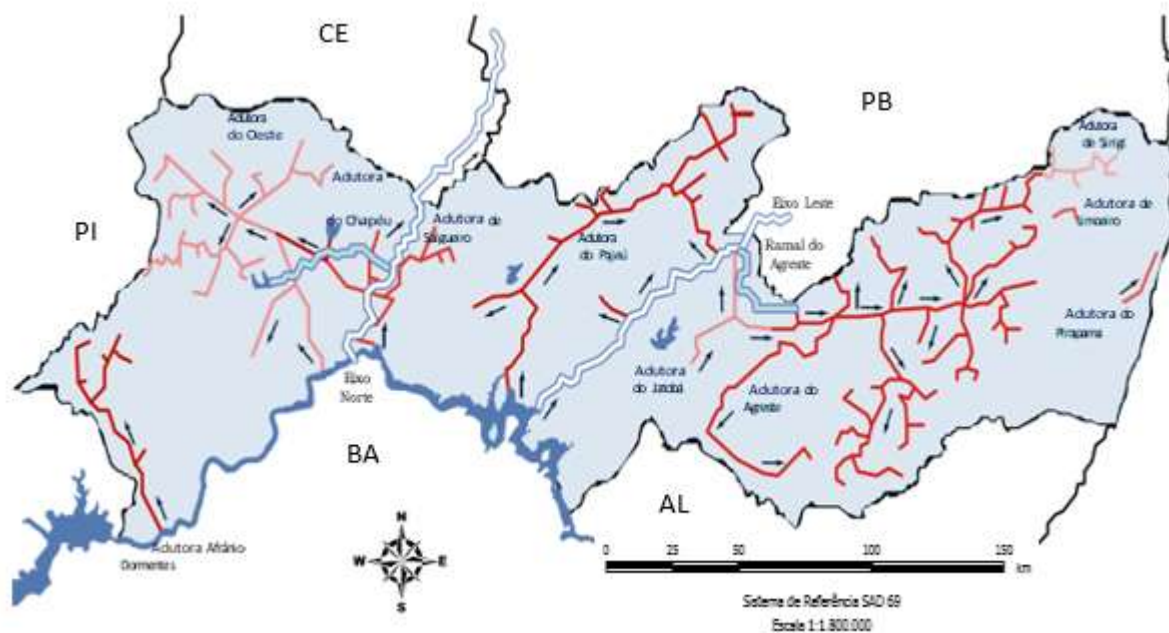 CE
PB
PI
BA
AL
Adutora
do Oeste
Adutora
do Chapéu
Adutora de
Salgueiro
Adutora
do Pajeú
Eixo Leste
Ramal do
Agreste
Adutora
de Sirigi
Adutora de
Limoeiro
Adutora do
Pirapama
Adutora
do Jatobá
Adutora do
Agreste
Eixo
Norte
Adutora Afrânio
Dormentes
N
W
E
S
0
25
50
100
150
km
Sistema de Referência SAD 69
Escala 1:1.800.000